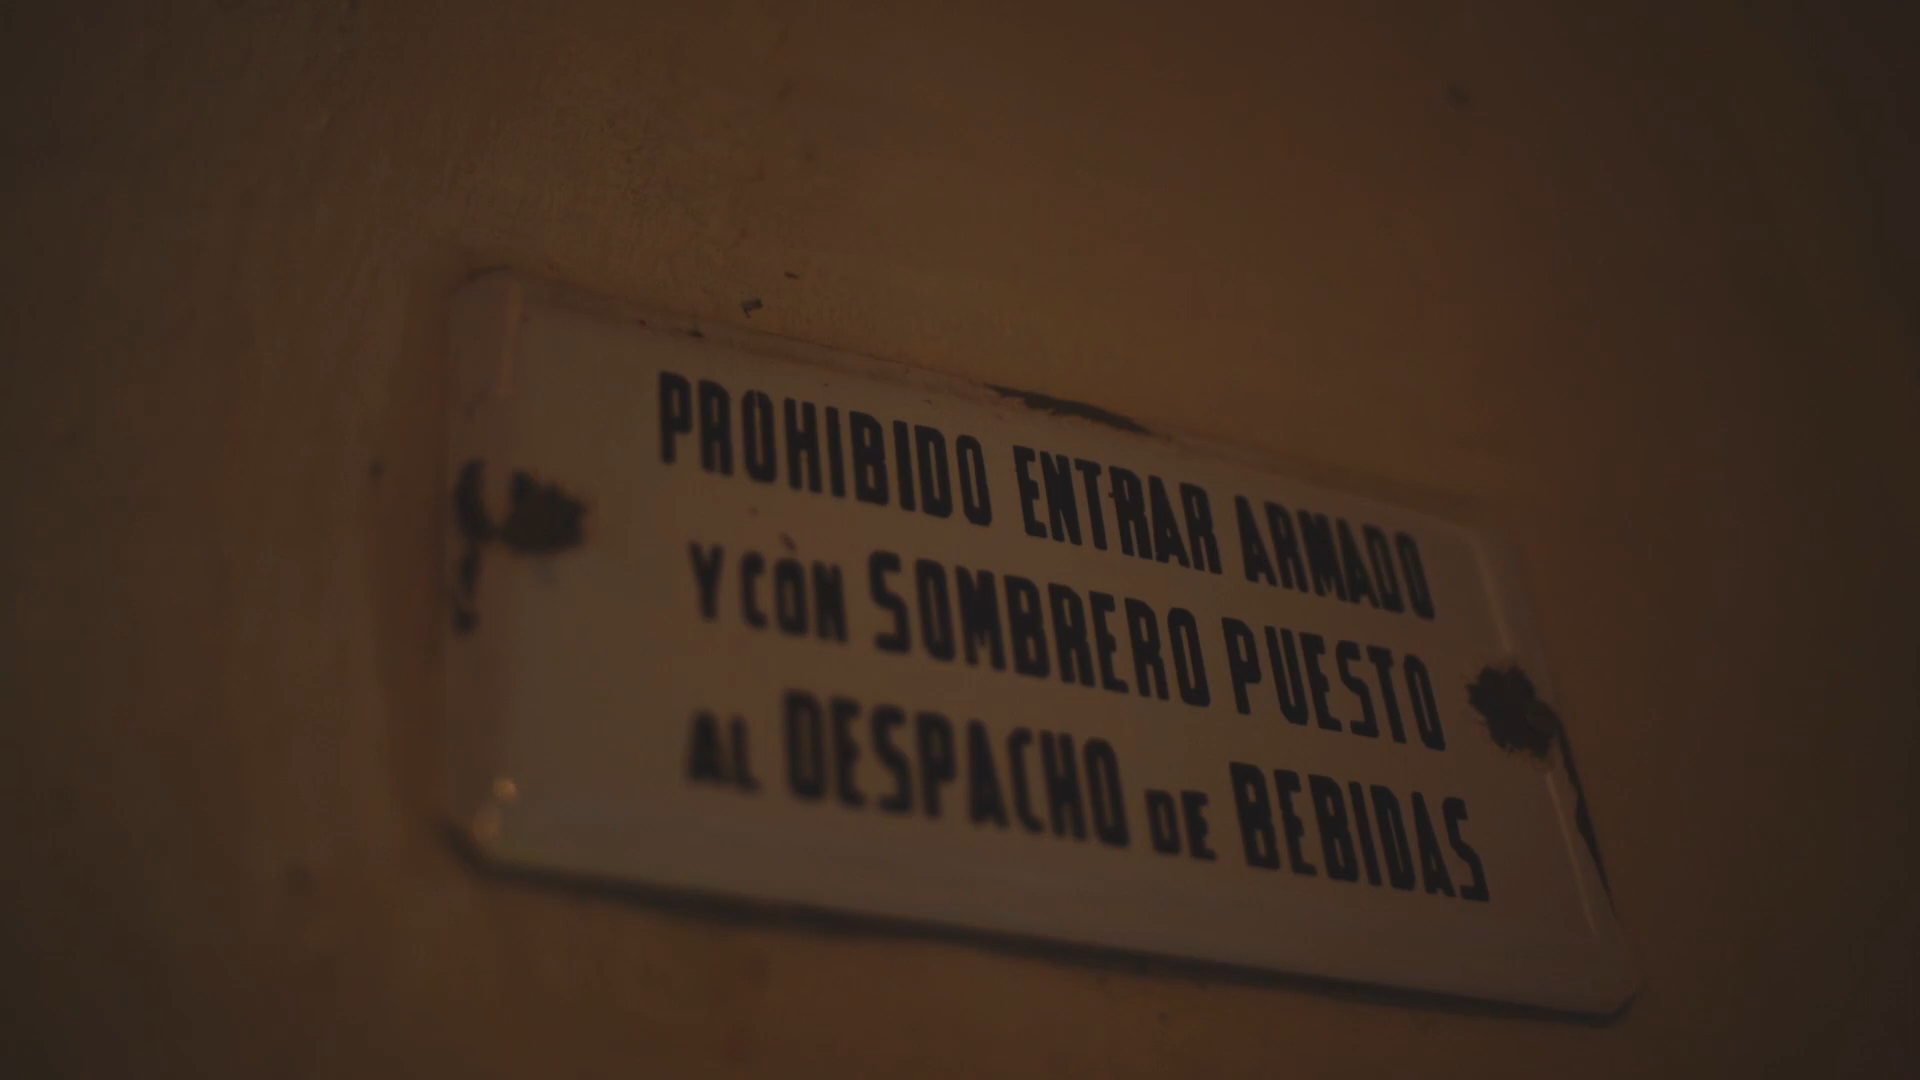 PROHIBIDO ENTRAR ARMADO
Y CÒN SOMBRERO PUESTO
AL DESPACHO DE BEBIDAS